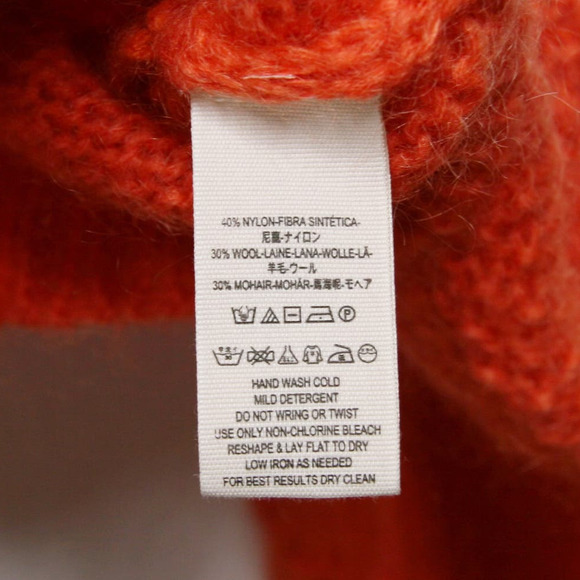 40% NYLON-FIBRA SINTÉTICA-
尼龍-ナイロン
30% WOOL-LAINE-LANA-WOLLE-LÃ-
羊毛-ウール
30% MOHAIR-MOHÄR-馬海呢-モヘア
P
HAND WASH COLD
MILD DETERGENT
DO NOT WRING OR TWIST
USE ONLY NON-CHLORINE BLEACH
RESHAPE & LAY FLAT TO DRY
LOW IRON AS NEEDED
FOR BEST RESULTS DRY CLEAN